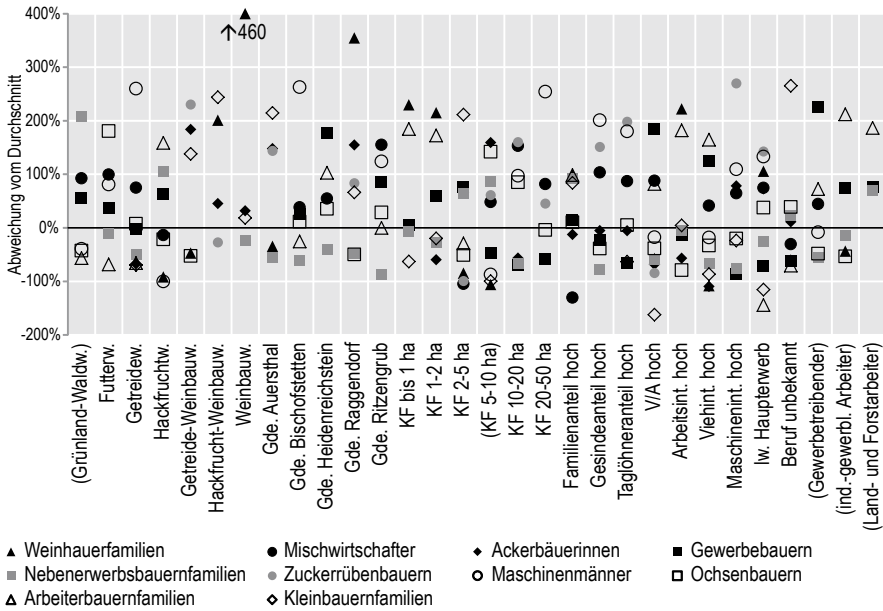 400%
300%
200%
100%
0%
-100%
-200%
Abweichung vom Durchschnitt
↑460
(Grünland-Waldw.)
Futterw.
Getreidew.
Hackfruchtw.
Getreide-Weinbauw.
Hackfrucht-Weinbauw.
Weinbauw.
Gde. Auersthal
Gde. Bischofstetten
Gde. Heidenreichstein
Gde. Raggendorf
Gde. Ritzengrub
KF bis 1 ha
KF 1-2 ha
KF 2-5 ha
(KF 5-10 ha)
KF 10-20 ha
KF 20-50 ha
Familienanteil hoch
Gesindeanteil hoch
Taglöhneranteil hoch
V/A hoch
Arbeitsint. hoch
Viehint. hoch
Maschinenint. hoch
lw. Haupterwerb
Beruf unbekannt
(Gewerbetreibender)
(ind.-gewerbl. Arbeiter)
(Land- und Forstarbeiter)
▲ Weinhauerfamilien ● Mischwirtschafter ◆ Ackerbäuerinnen ■ Gewerbebauern
■ Nebenerwerbsbauernfamilien ● Zuckerrübenbauern ○ Maschinenmänner □ Ochsenbauern
△ Arbeiterbauernfamilien ◇ Kleinbauernfamilien